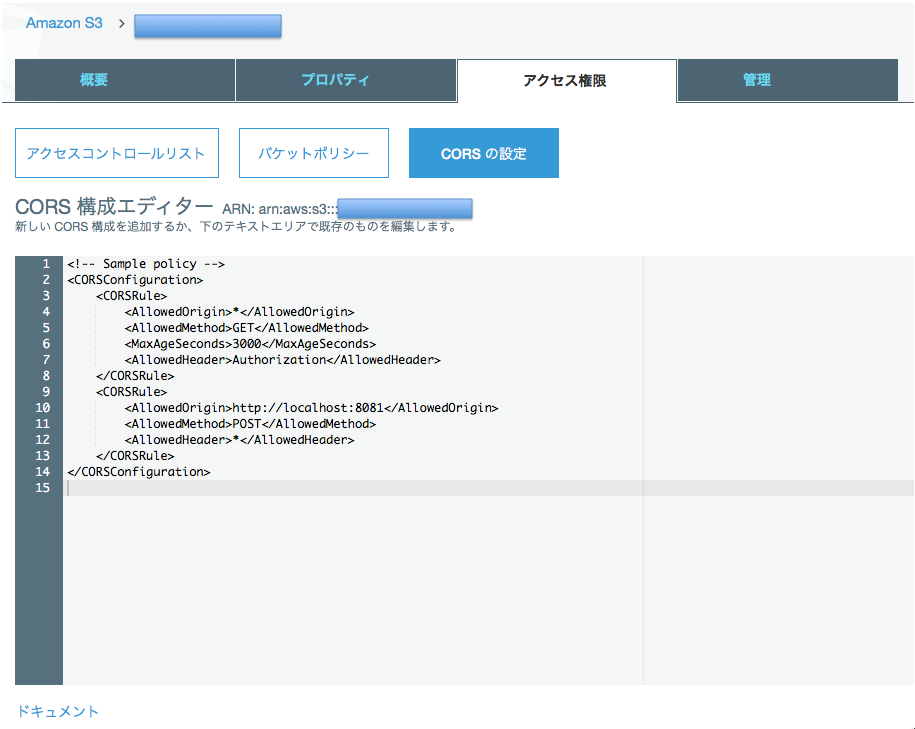 Amazon S3 >
概要 プロパティ アクセス権限 管理
アクセスコントロールリスト バケットポリシー CORS の設定
CORS 構成エディター ARN: arn:aws:s3:::
新しい CORS 構成を追加するか、下のテキストエリアで既存のものを編集します。
1 <!-- Sample policy -->
2 <CORSConfiguration>
3 <CORSRule>
4 <AllowedOrigin>*</AllowedOrigin>
5 <AllowedMethod>GET</AllowedMethod>
6 <MaxAgeSeconds>3000</MaxAgeSeconds>
7 <AllowedHeader>Authorization</AllowedHeader>
8 </CORSRule>
9 <CORSRule>
10 <AllowedOrigin>http://localhost:8081</AllowedOrigin>
11 <AllowedMethod>POST</AllowedMethod>
12 <AllowedHeader>*</AllowedHeader>
13 </CORSRule>
14 </CORSConfiguration>
15
ドキュメント